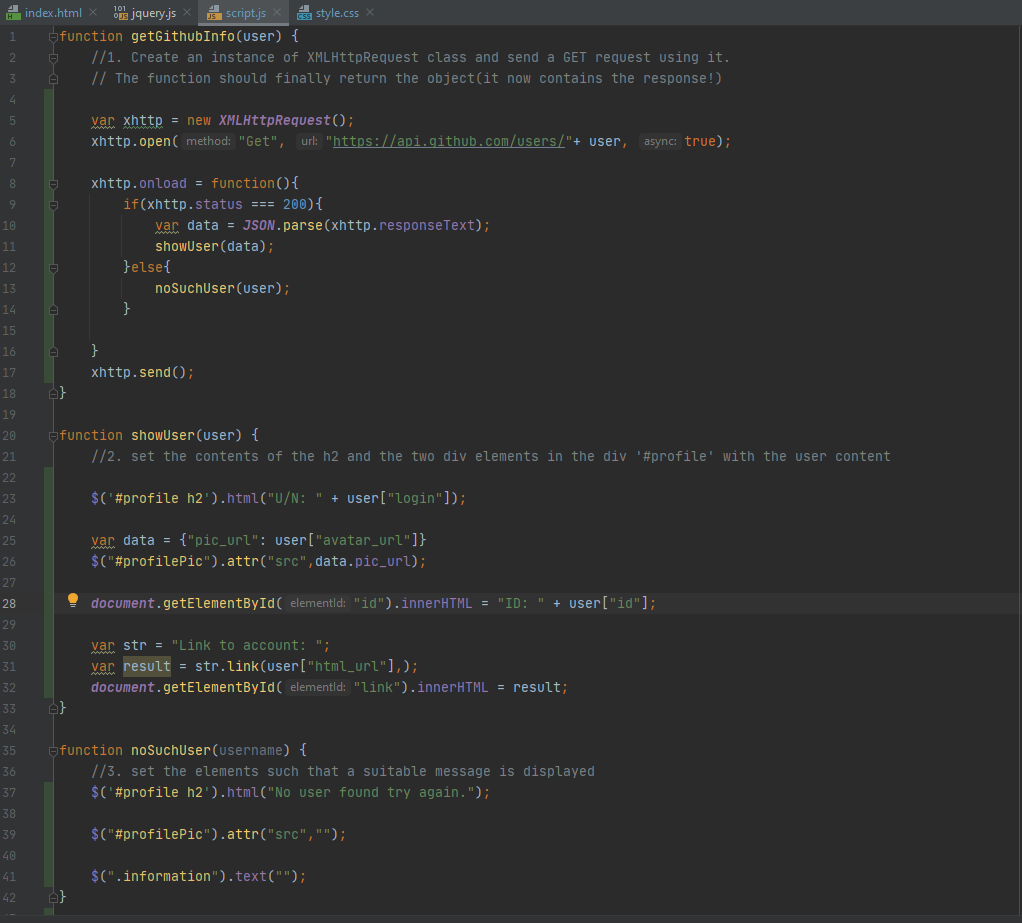 index.html jquery.js script.js style.css
1 function getGithubInfo(user) {
2 //1. Create an instance of XMLHttpRequest class and send a GET request using it.
3 // The function should finally return the object(it now contains the response!)
4
5 var xhttp = new XMLHttpRequest();
6 xhttp.open( method: "Get", url: "https://api.github.com/users/"+ user, async: true);
7
8 xhttp.onload = function(){
9 if(xhttp.status === 200){
10 var data = JSON.parse(xhttp.responseText);
11 showUser(data);
12 }else{
13 noSuchUser(user);
14 }
15
16 }
17 xhttp.send();
18 }
19
20 function showUser(user) {
21 //2. set the contents of the h2 and the two div elements in the div '#profile' with the user content
22
23 $('#profile h2').html("U/N: " + user["login"]);
24
25 var data = {"pic_url": user["avatar_url"]}
26 $("#profilePic").attr("src",data.pic_url);
27
28 document.getElementById( elementId: "id").innerHTML = "ID: " + user["id"];
29
30 var str = "Link to account: ";
31 var result = str.link(user["html_url"],);
32 document.getElementById( elementId: "link").innerHTML = result;
33 }
34
35 function noSuchUser(username) {
36 //3. set the elements such that a suitable message is displayed
37 $('#profile h2').html("No user found try again.");
38
39 $("#profilePic").attr("src","");
40
41 $(".information").text("");
42 }